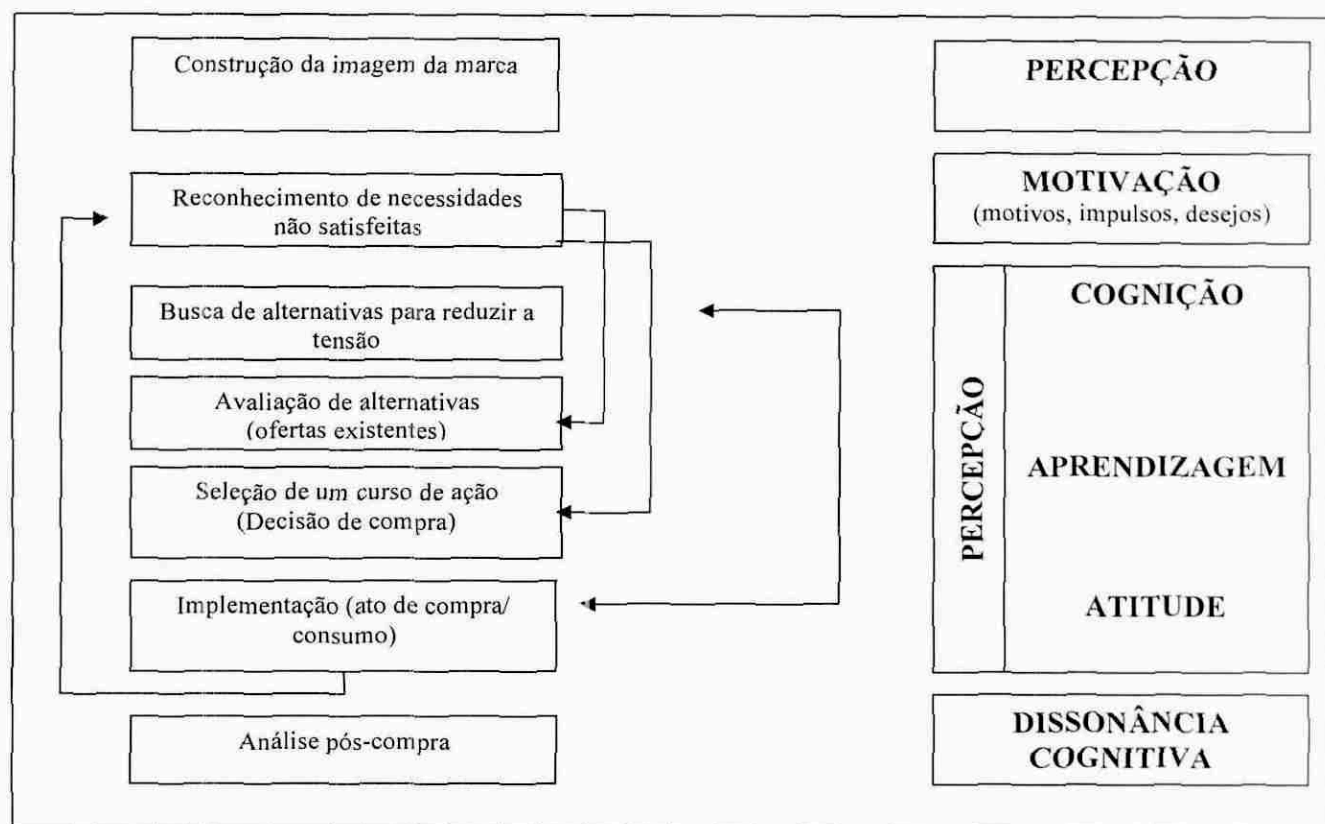 Construção da imagem da marca
Reconhecimento de necessidades
não satisfeitas
Busca de alternativas para reduzir a
tensão
Avaliação de alternativas
(ofertas existentes)
Seleção de um curso de ação
(Decisão de compra)
Implementação (ato de compra/
consumo)
Análise pós-compra
PERCEPÇÃO
MOTIVAÇÃO
(motivos, impulsos, desejos)
PERCEPÇÃO
COGNIÇÃO
APRENDIZAGEM
ATITUDE
DISSONÂNCIA
COGNITIVA